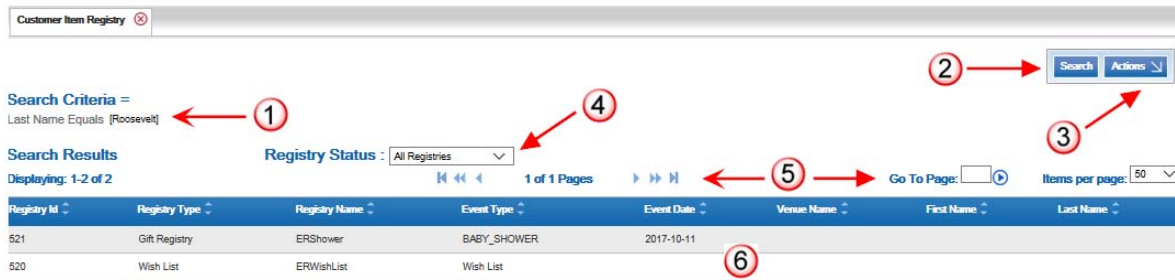 Customer Item Registry
2 Search Actions
Search Criteria =
Last Name Equals [Roosevelt] 1
3
4
Search Results Registry Status : All Registries
Displaying: 1-2 of 2 1 of 1 Pages 5 Go To Page: Items per page: 50
Registry Id Registry Type Registry Name Event Type Event Date Venue Name First Name Last Name
521 Gift Registry ERShower BABY_SHOWER 2017-10-11
520 Wish List ERWishList Wish List 6